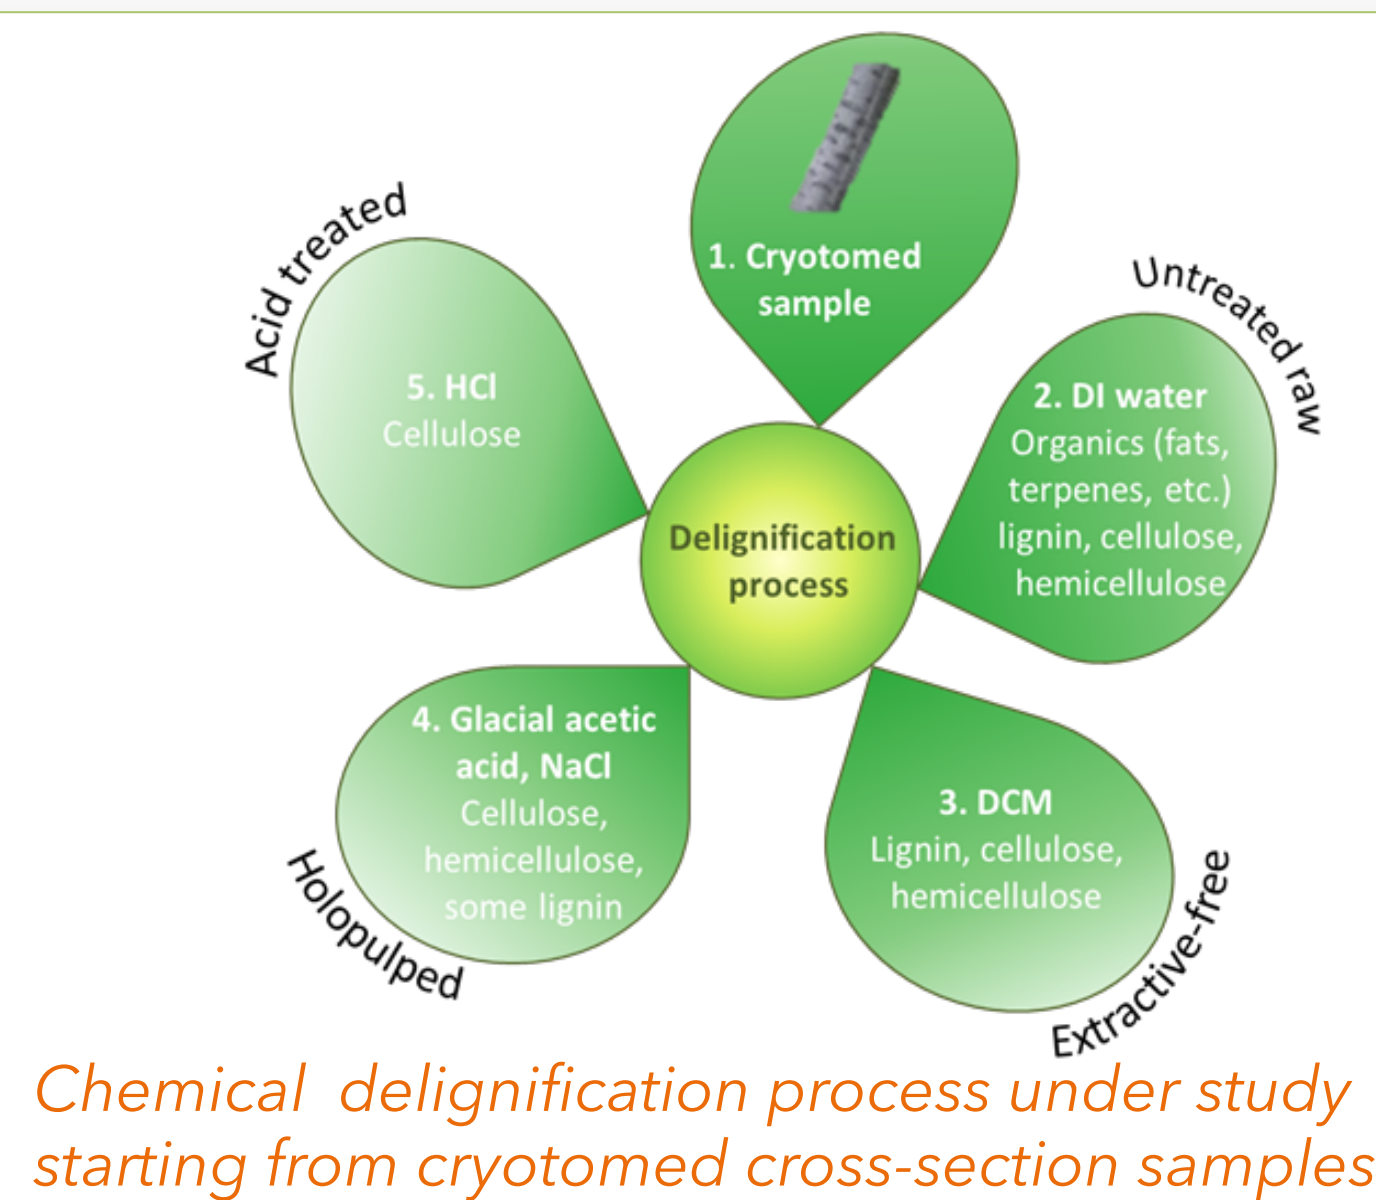 1. Cryotomed
sample
Untreated raw
2. DI water
Organics (fats,
terpenes, etc.)
lignin, cellulose,
hemicellulose
3. DCM
Lignin, cellulose,
hemicellulose
Extractive-free
4. Glacial acetic
acid, NaCl
Cellulose,
hemicellulose,
some lignin
Holopulped
Acid treated
5. HCl
Cellulose
Delignification
process
Chemical delignification process under study
starting from cryotomed cross-section samples